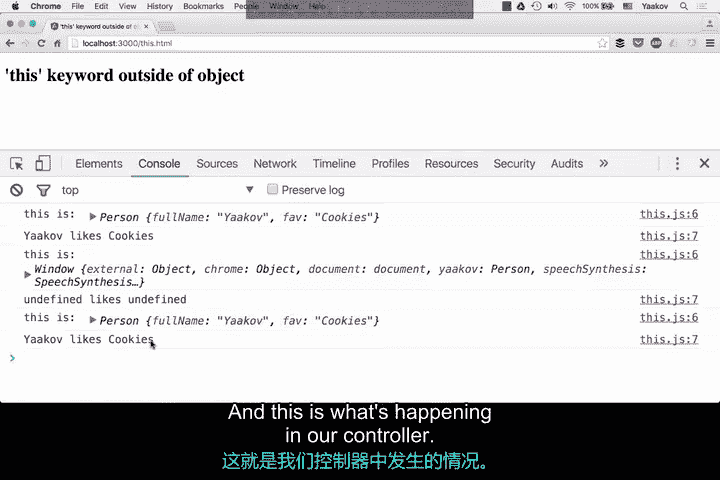 Chrome File Edit View History Bookmarks People Window Help 100% Yaakov
'this' keyword outside of o
localhost:3000/this.html
'this' keyword outside of object
Elements Console Sources Network Timeline Profiles Resources Security Audits »
top Preserve log
this is: Person {fullName: "Yaakov", fav: "Cookies"} this.js:6
Yaakov likes Cookies this.js:7
this is: this.js:6
Window {external: Object, chrome: Object, document: document, yaakov: Person, speechSynthesis:
SpeechSynthesis…}
undefined likes undefined this.js:7
this is: Person {fullName: "Yaakov", fav: "Cookies"} this.js:6
Yaakov likes Cookies this.js:7
>
And this is what's happening
in our controller.
这就是我们控制器中发生的情况。